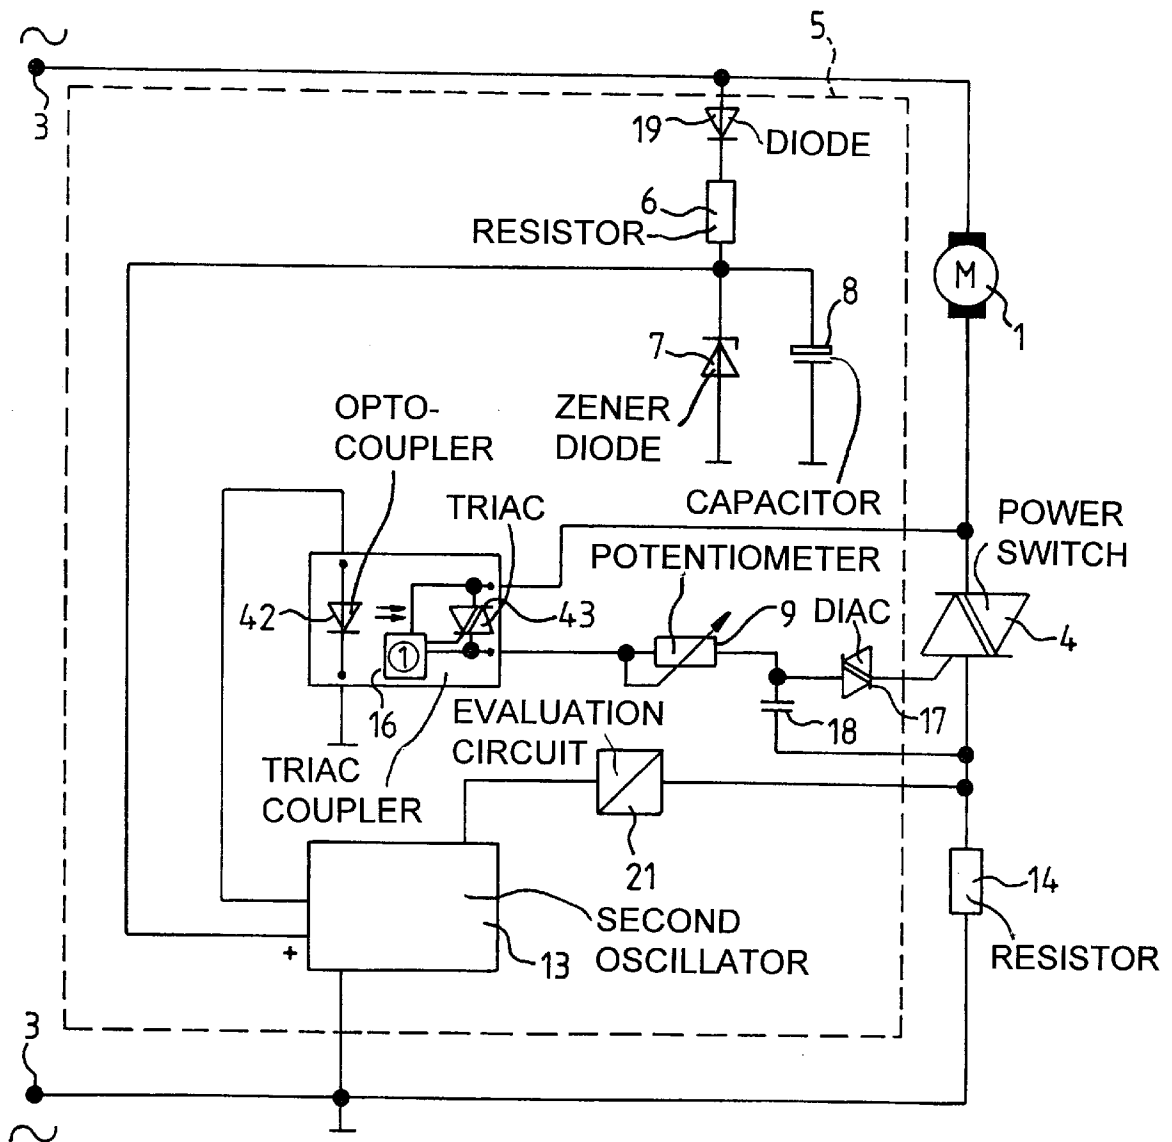 5
3
19
DIODE
6
RESISTOR
M
1
8
7
ZENER
DIODE
OPTO-
COUPLER
CAPACITOR
TRIAC
POWER
SWITCH
POTENTIOMETER
42
43
9
DIAC
4
1
16
17
18
EVALUATION
CIRCUIT
TRIAC
COUPLER
21
14
SECOND
OSCILLATOR
RESISTOR
+
13
3